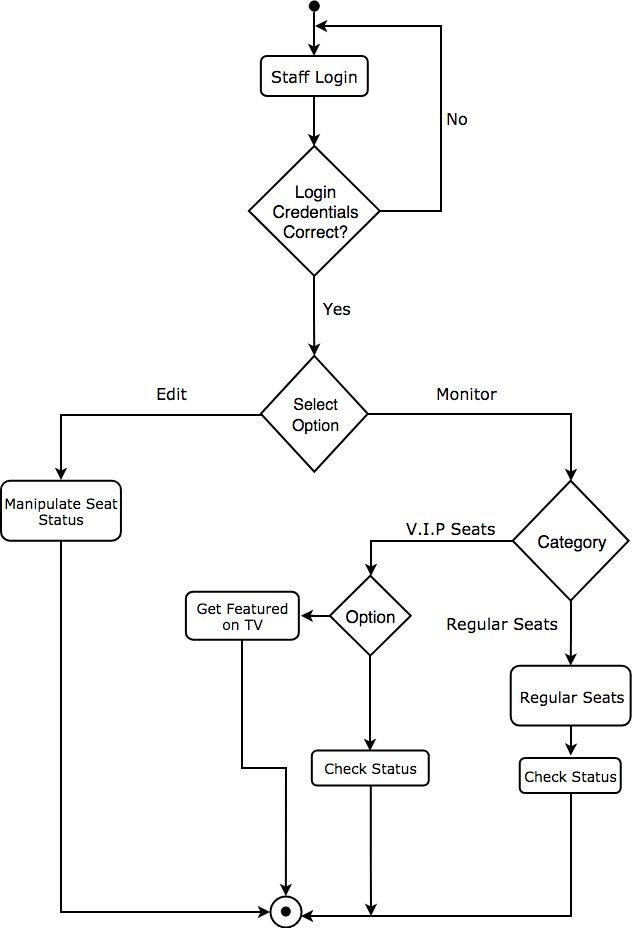 Staff Login
No
Login
Credentials
Correct?
Yes
Edit
Monitor
Select
Option
Manipulate Seat
Status
V.I.P Seats
Category
Get Featured
on TV
Option
Regular Seats
Regular Seats
Check Status
Check Status